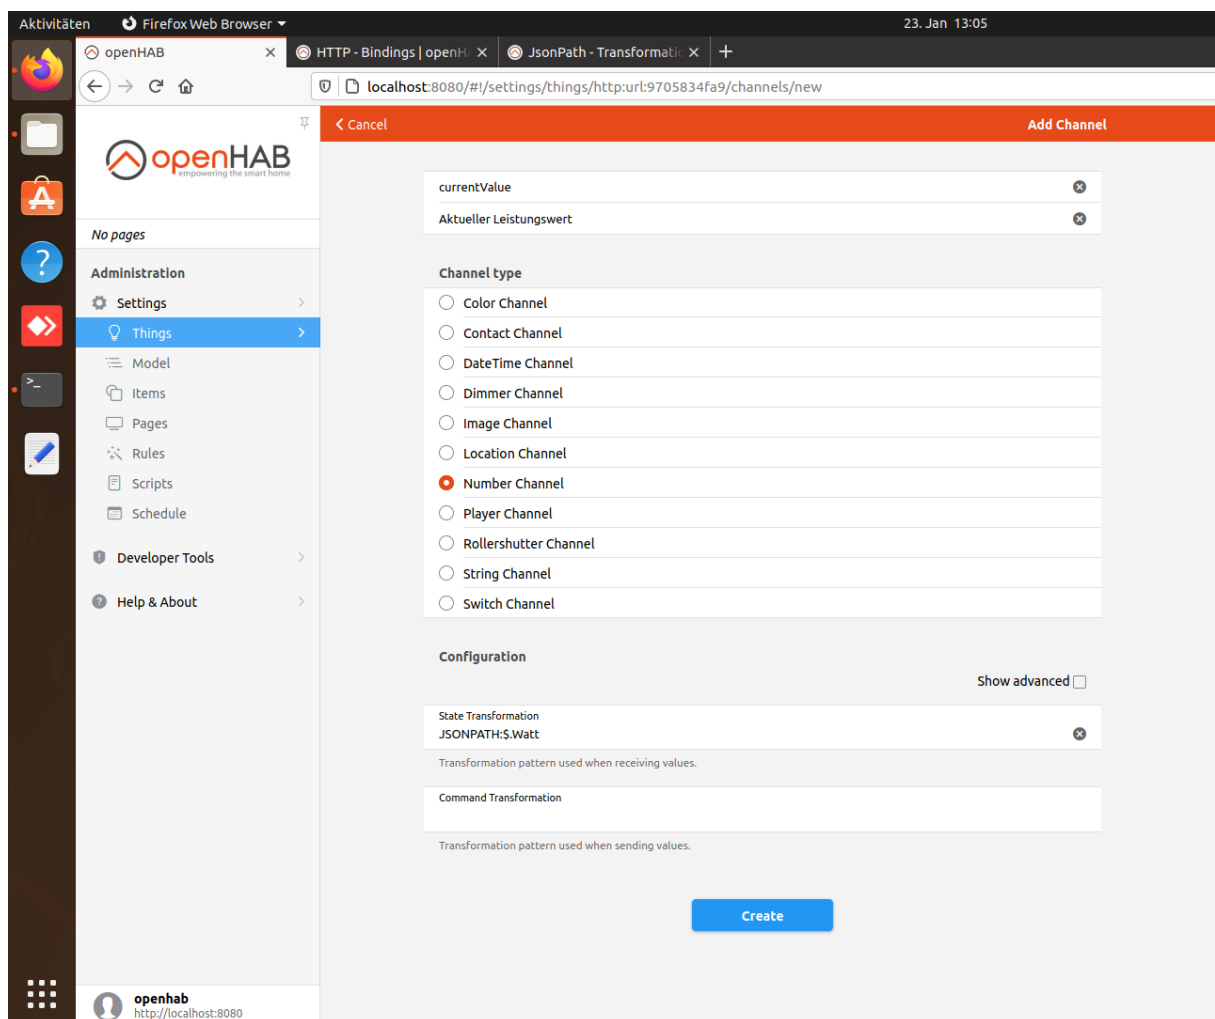 Aktivitäten Firefox Web Browser 23. Jan 13:05
openHAB HTTP - Bindings | openHA JsonPath - Transformatic
localhost:8080/#!/settings/things/http:url:9705834fa9/channels/new
openHAB
empowering the smart home
No pages
Administration
Settings
Things
Model
Items
Pages
Rules
Scripts
Schedule
Developer Tools
Help & About
openhab
http://localhost:8080
Cancel Add Channel
currentValue
Aktueller Leistungswert
Channel type
Color Channel
Contact Channel
DateTime Channel
Dimmer Channel
Image Channel
Location Channel
Number Channel
Player Channel
Rollershutter Channel
String Channel
Switch Channel
Configuration
Show advanced
State Transformation
JSONPATH:$.Watt
Transformation pattern used when receiving values.
Command Transformation
Transformation pattern used when sending values.
Create